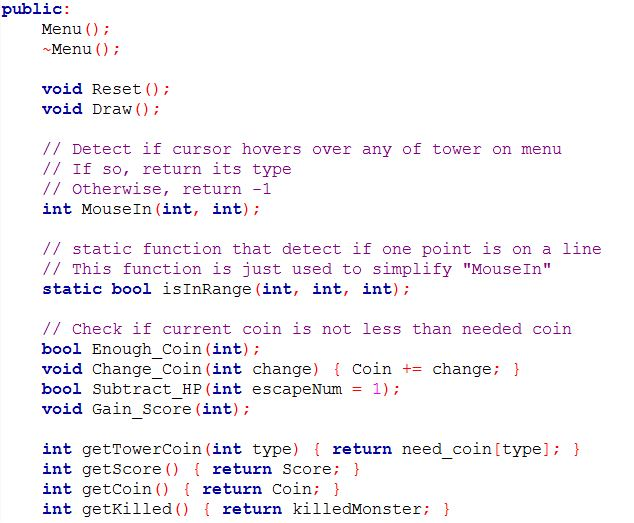 public:
    Menu();
    ~Menu();

    void Reset();
    void Draw();

    // Detect if cursor hovers over any of tower on menu
    // If so, return its type
    // Otherwise, return -1
    int MouseIn(int, int);

    // static function that detect if one point is on a line
    // This function is just used to simplify "MouseIn"
    static bool isInRange(int, int, int);

    // Check if current coin is not less than needed coin
    bool Enough_Coin(int);
    void Change_Coin(int change) { Coin += change; }
    bool Subtract_HP(int escapeNum = 1);
    void Gain_Score(int);

    int getTowerCoin(int type) { return need_coin[type]; }
    int getScore() { return Score; }
    int getCoin() { return Coin; }
    int getKilled() { return killedMonster; }